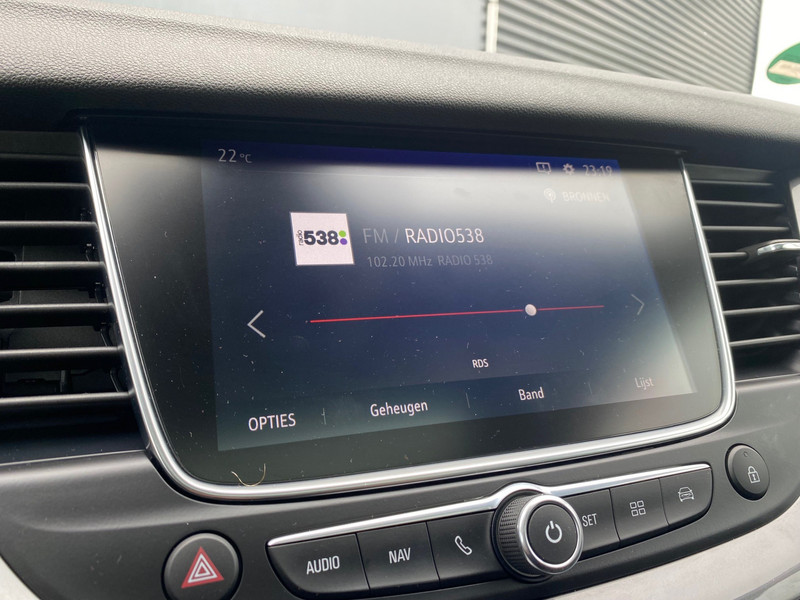 22 °C
23:19
BRONNEN
radio 538
FM / RADIO538
102.20 MHz RADIO 538
RDS
OPTIES
Geheugen
Band
Lijst
AUDIO
NAV
SET